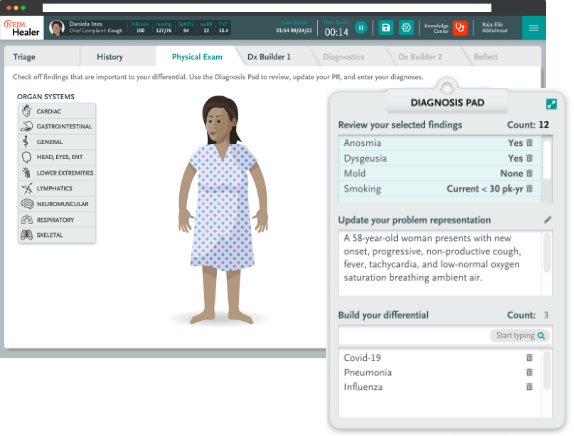 NEJM
Healer
Daniela Ines
Chief Complaint: Cough
HR bpm
100
mm Hg
127/76
SpO2%
94
RR
22
T C°
38.4
Last Saved
01:54 09/24/21
Time Spent
00:14
Knowledge
Center
Raja-Elie
Abdulnour
Triage
History
Physical Exam
Dx Builder 1
Diagnostics
Dx Builder 2
Reflect
Check off findings that are important to your differential. Use the Diagnosis Pad to review, update your PR, and enter your diagnoses.
ORGAN SYSTEMS
CARDIAC
GASTROINTESTINAL
GENERAL
HEAD, EYES, ENT
LOWER EXTREMITIES
LYMPHATICS
NEUROMUSCULAR
RESPIRATORY
SKELETAL
DIAGNOSIS PAD
Review your selected findings Count: 12
Anosmia Yes
Dysgeusia Yes
Mold None
Smoking Current < 30 pk-yr
Update your problem representation
A 58-year-old woman presents with new
onset, progressive, non-productive cough,
fever, tachycardia, and low-normal oxygen
saturation breathing ambient air.
Build your differential Count: 3
Start typing
Covid-19
Pneumonia
Influenza